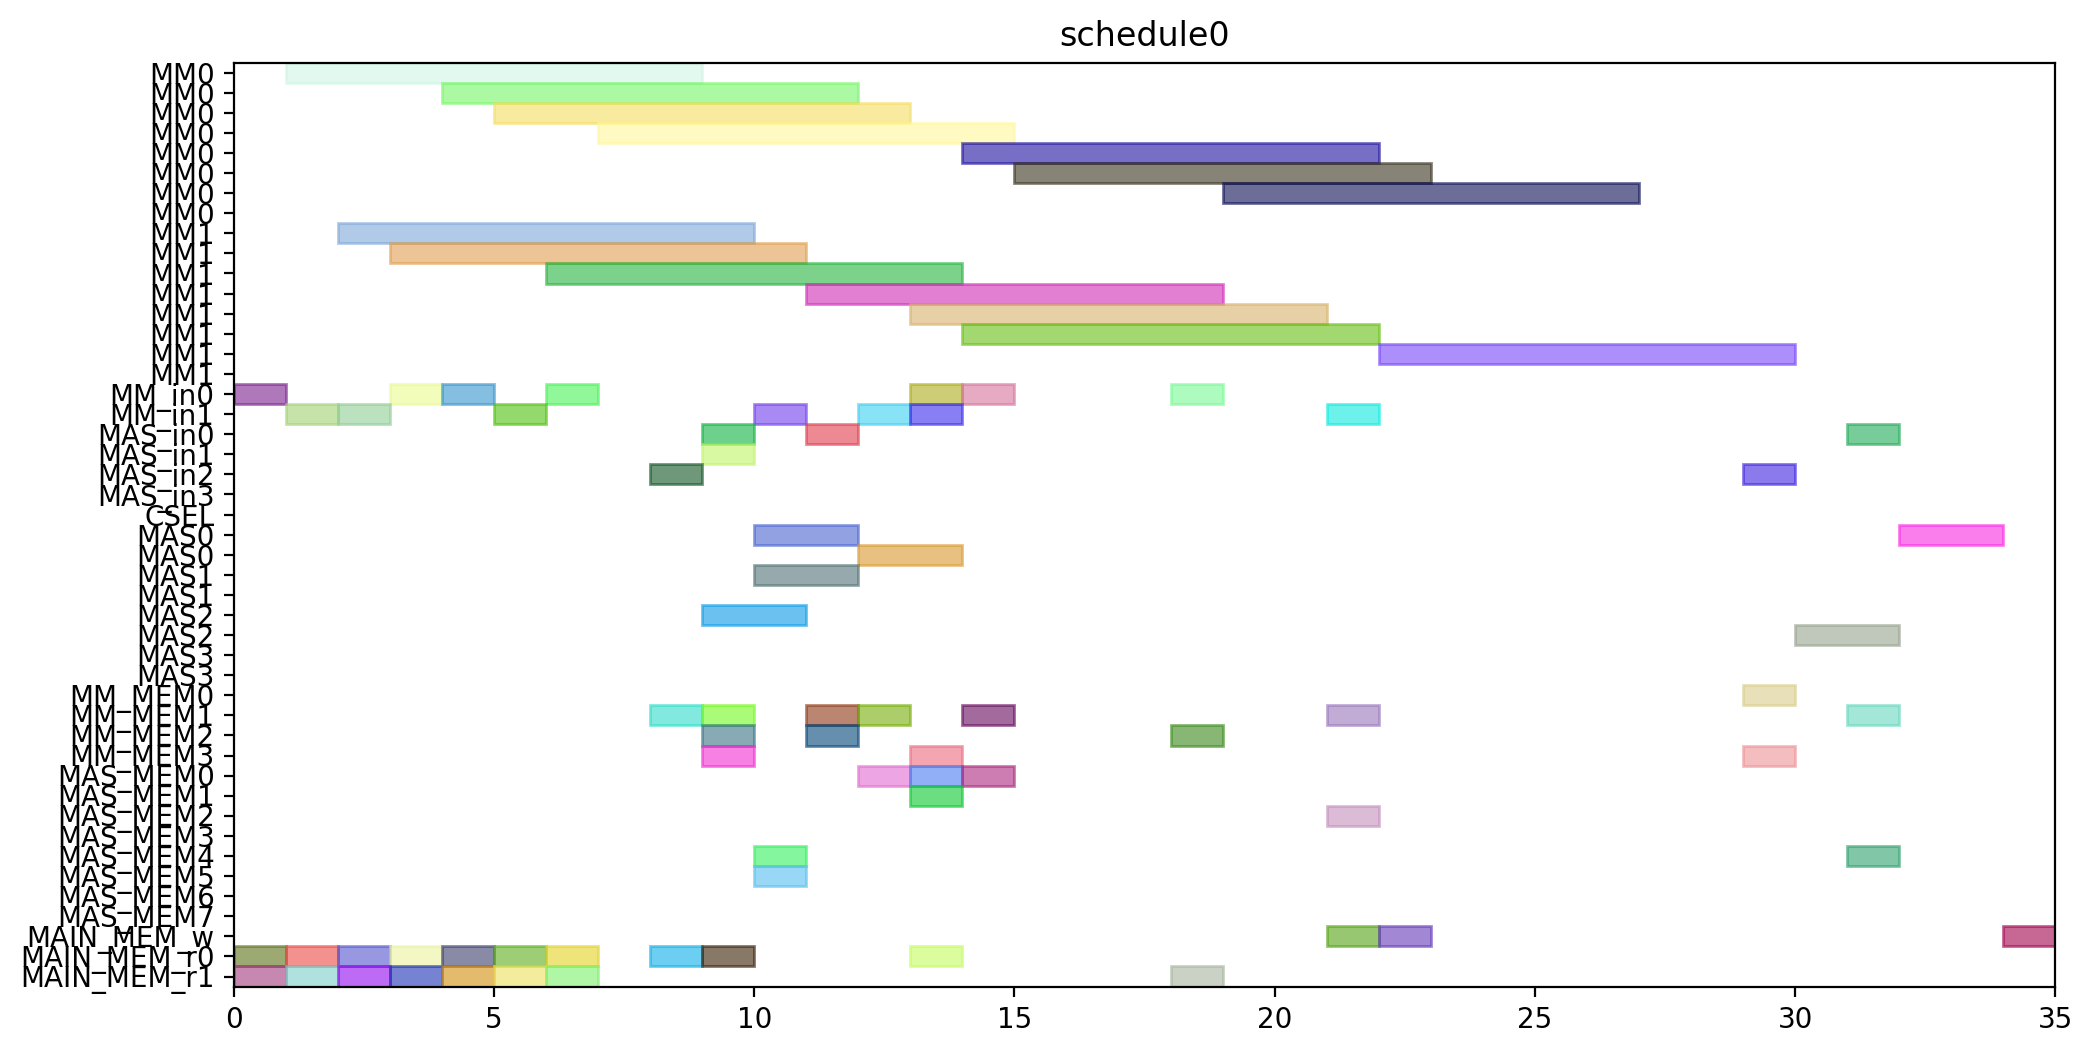 schedule0
MM0
MM0
MM0
MM0
MM0
MM0
MM0
MM0
MM1
MM1
MM1
MM1
MM1
MM1
MM1
MM1
MM_in0
MM_in1
MAS_in0
MAS_in1
MAS_in2
MAS_in3
CSEL
MAS0
MAS0
MAS1
MAS1
MAS2
MAS2
MAS3
MAS3
MM_MEM0
MM_MEM1
MM_MEM2
MM_MEM3
MAS_MEM0
MAS_MEM1
MAS_MEM2
MAS_MEM3
MAS_MEM4
MAS_MEM5
MAS_MEM6
MAS_MEM7
MAIN_MEM_w
MAIN_MEM_r0
MAIN_MEM_r1
0 5 10 15 20 25 30 35